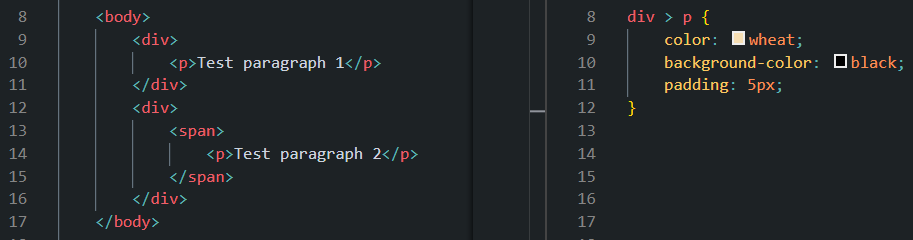 8 <body>
9 <div>
10 <p>Test paragraph 1</p>
11 </div>
12 <div>
13 <span>
14 <p>Test paragraph 2</p>
15 </span>
16 </div>
17 </body>
8 div > p {
9 color: wheat;
10 background-color: black;
11 padding: 5px;
12 }
13
14
15
16
17